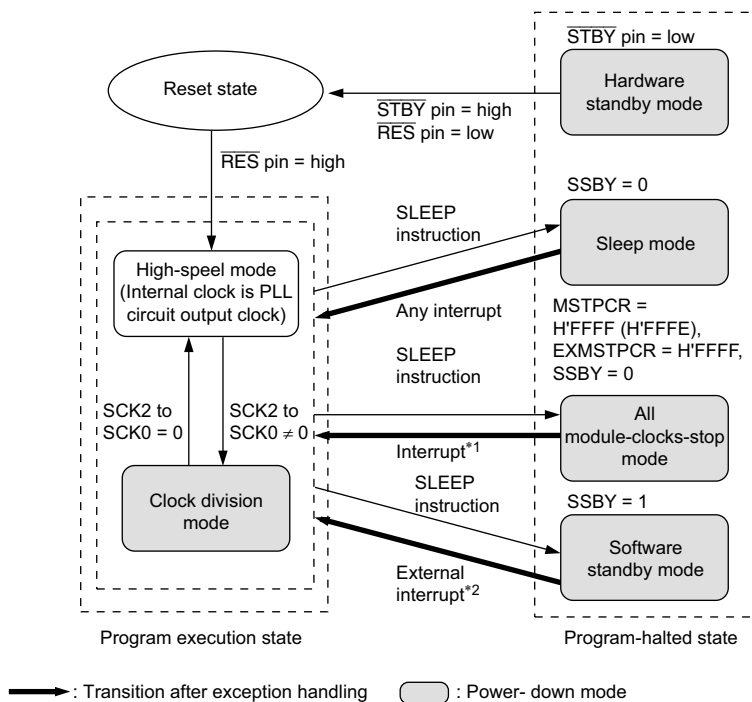 STBY pin = low
Hardware
standby mode
Reset state
STBY pin = high
RES pin = low
RES pin = high
SSBY = 0
SLEEP
instruction
Sleep mode
High-speel mode
(Internal clock is PLL
circuit output clock)
Any interrupt
MSTPCR =
H'FFFF (H'FFFE),
EXMSTPCR = H'FFFF,
SSBY = 0
SLEEP
instruction
SCK2 to
SCK0 = 0
SCK2 to
SCK0 ≠ 0
All
module-clocks-stop
mode
Interrupt*1
Clock division
mode
SLEEP
instruction
SSBY = 1
Software
standby mode
External
interrupt*2
Program execution state
Program-halted state
: Transition after exception handling
: Power- down mode